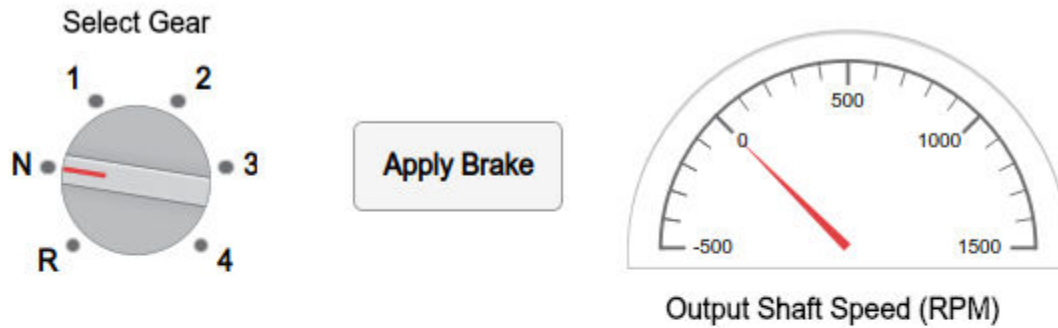 Select Gear
1
2
N
3
R
4
Apply Brake
-500
0
500
1000
1500
Output Shaft Speed (RPM)